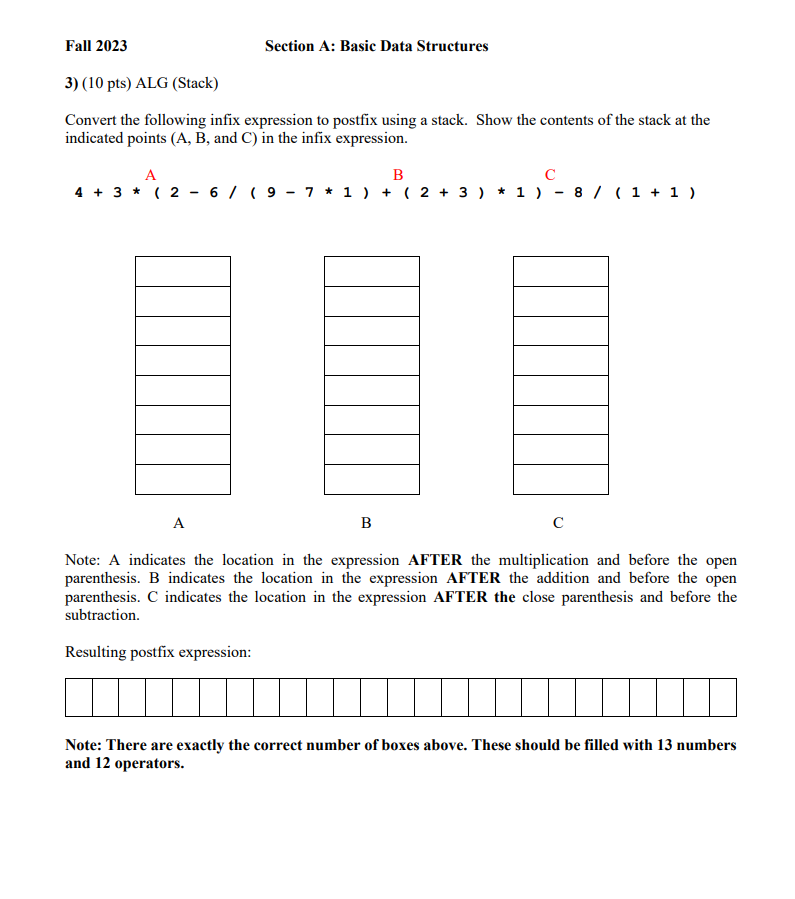 Fall 2023 Section A: Basic Data Structures
3) (10 pts) ALG (Stack)
Convert the following infix expression to postfix using a stack. Show the contents of the stack at the
indicated points (A, B, and C) in the infix expression.
A B C
4 + 3 * ( 2 – 6 / ( 9 – 7 * 1 ) + ( 2 + 3 ) * 1 ) – 8 / ( 1 + 1 )
A B C
Note: A indicates the location in the expression AFTER the multiplication and before the open
parenthesis. B indicates the location in the expression AFTER the addition and before the open
parenthesis. C indicates the location in the expression AFTER the close parenthesis and before the
subtraction.
Resulting postfix expression:
Note: There are exactly the correct number of boxes above. These should be filled with 13 numbers
and 12 operators.